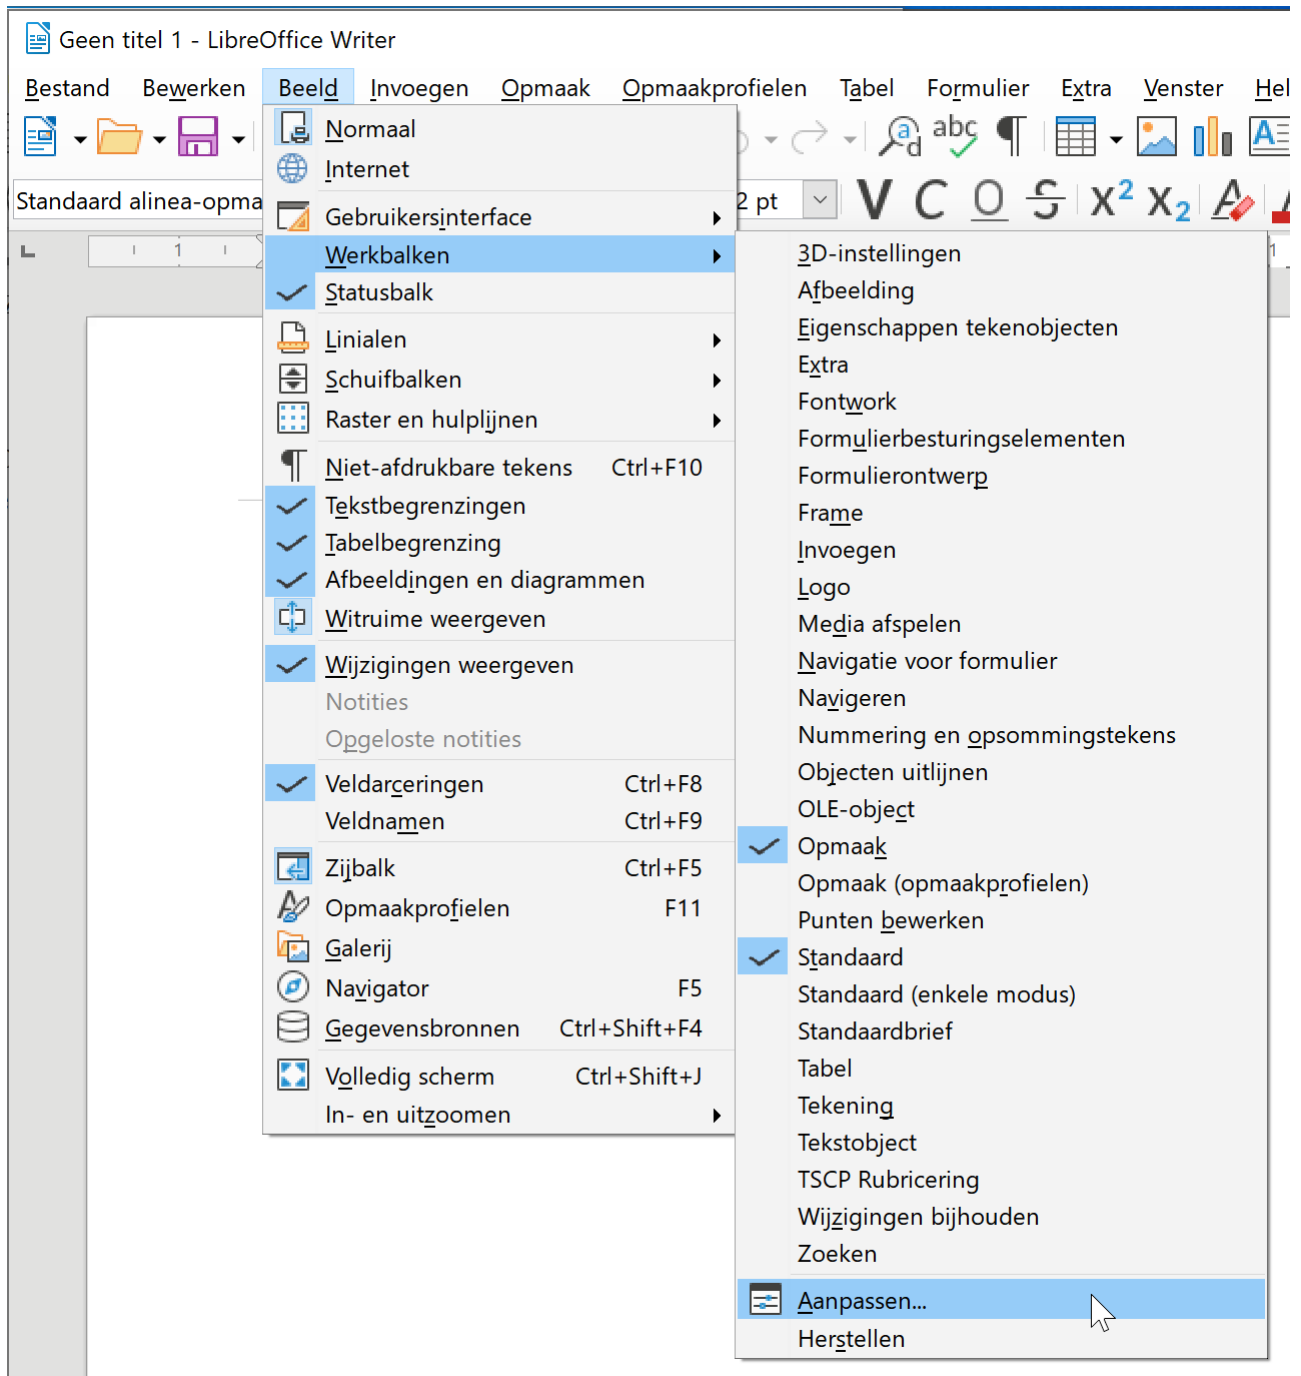 Geen titel 1 - LibreOffice Writer
Bestand Bewerken Beeld Invoegen Opmaak Opmaakprofielen Tabel Formulier Extra Venster Hel
Standaard alinea-opma
2 pt
V C O S X² X₂
1
1
Normaal
Internet
Gebruikersinterface
Werkbalken
Statusbalk
Linialen
Schuifbalken
Raster en hulplijnen
Niet-afdrukbare tekens Ctrl+F10
Tekstbegrenzingen
Tabelbegrenzing
Afbeeldingen en diagrammen
Witruime weergeven
Wijzigingen weergeven
Notities
Opgeloste notities
Veldarceringen Ctrl+F8
Veldnamen Ctrl+F9
Zijbalk Ctrl+F5
Opmaakprofielen F11
Galerij
Navigator F5
Gegevensbronnen Ctrl+Shift+F4
Volledig scherm Ctrl+Shift+J
In- en uitzoomen
3D-instellingen
Afbeelding
Eigenschappen tekenobjecten
Extra
Fontwork
Formulierbesturingselementen
Formulierontwerp
Frame
Invoegen
Logo
Media afspelen
Navigatie voor formulier
Navigeren
Nummering en opsommingstekens
Objecten uitlijnen
OLE-object
Opmaak
Opmaak (opmaakprofielen)
Punten bewerken
Standaard
Standaard (enkele modus)
Standaardbrief
Tabel
Tekening
Tekstobject
TSCP Rubricering
Wijzigingen bijhouden
Zoeken
Aanpassen...
Herstellen